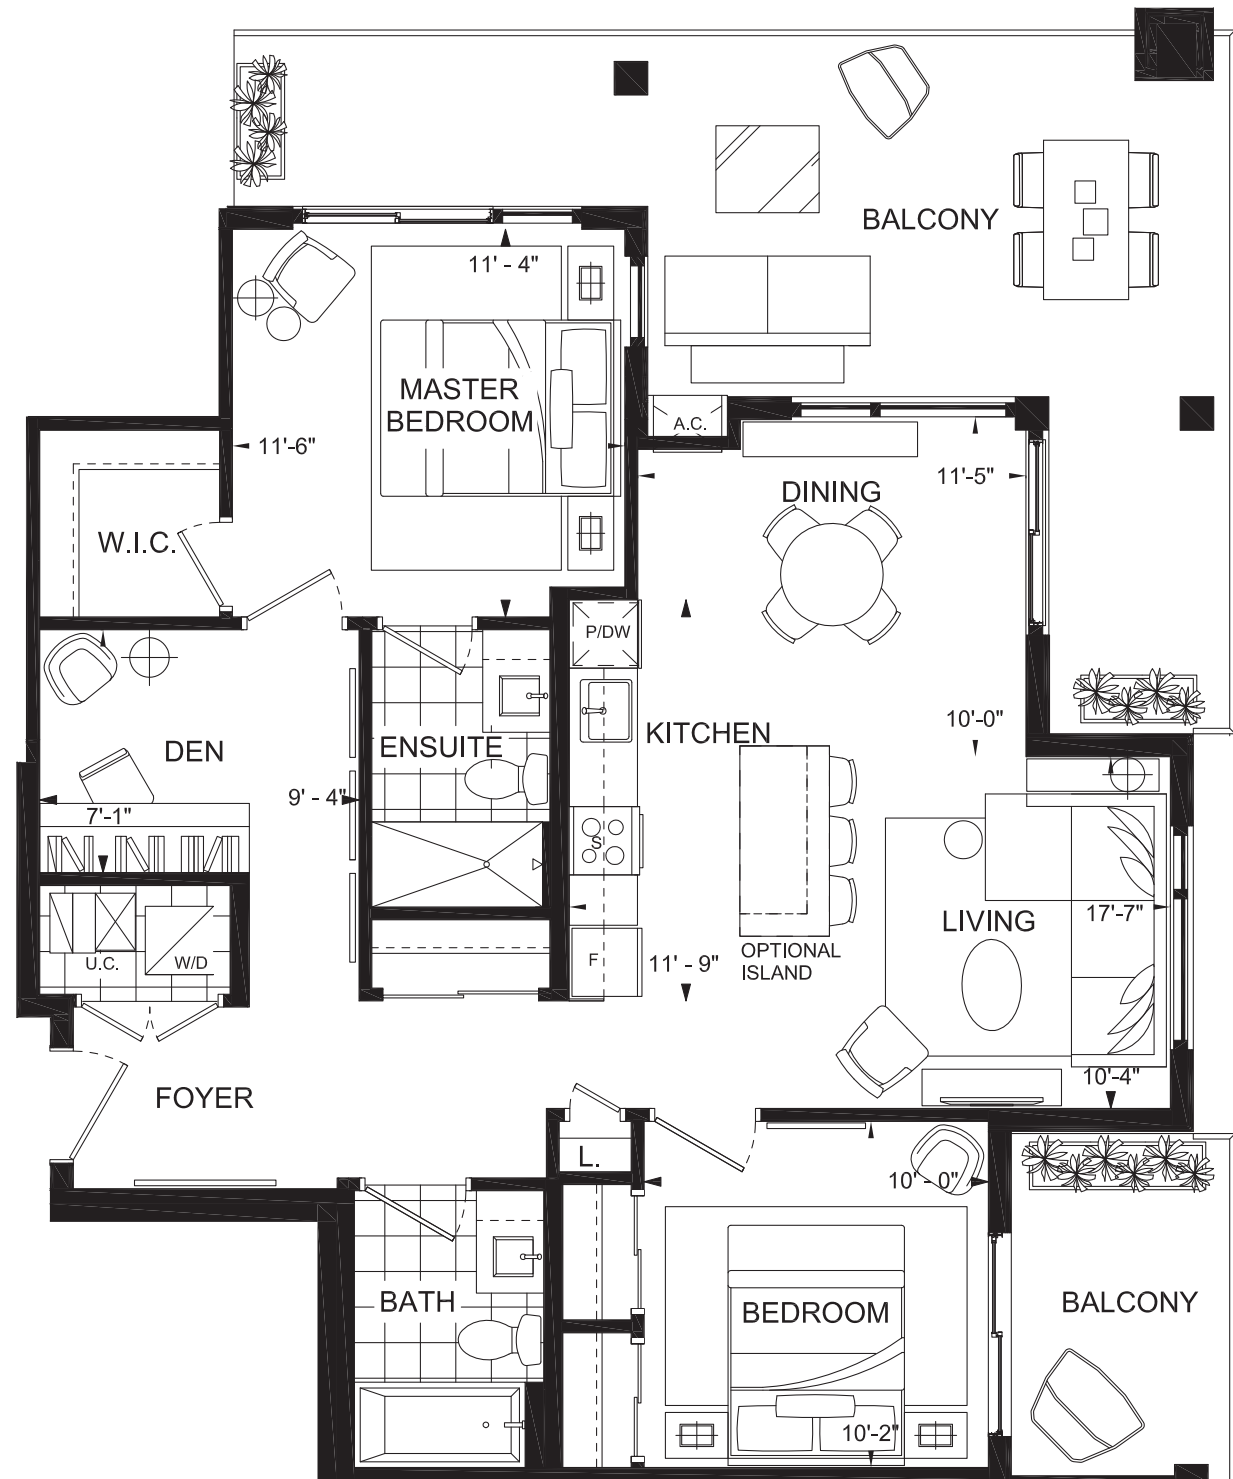 BALCONY
11' - 4"
MASTER
BEDROOM
A.C.
11'-6"
11'-5"
DINING
W.I.C.
P/DW
10'-0"
KITCHEN
DEN
ENSUITE
9' - 4"
7'-1"
S
17'-7"
LIVING
OPTIONAL
ISLAND
U.C.
W/D
F
11' - 9"
10'-4"
FOYER
L.
10' - 0"
BATH
BEDROOM
BALCONY
10'-2"